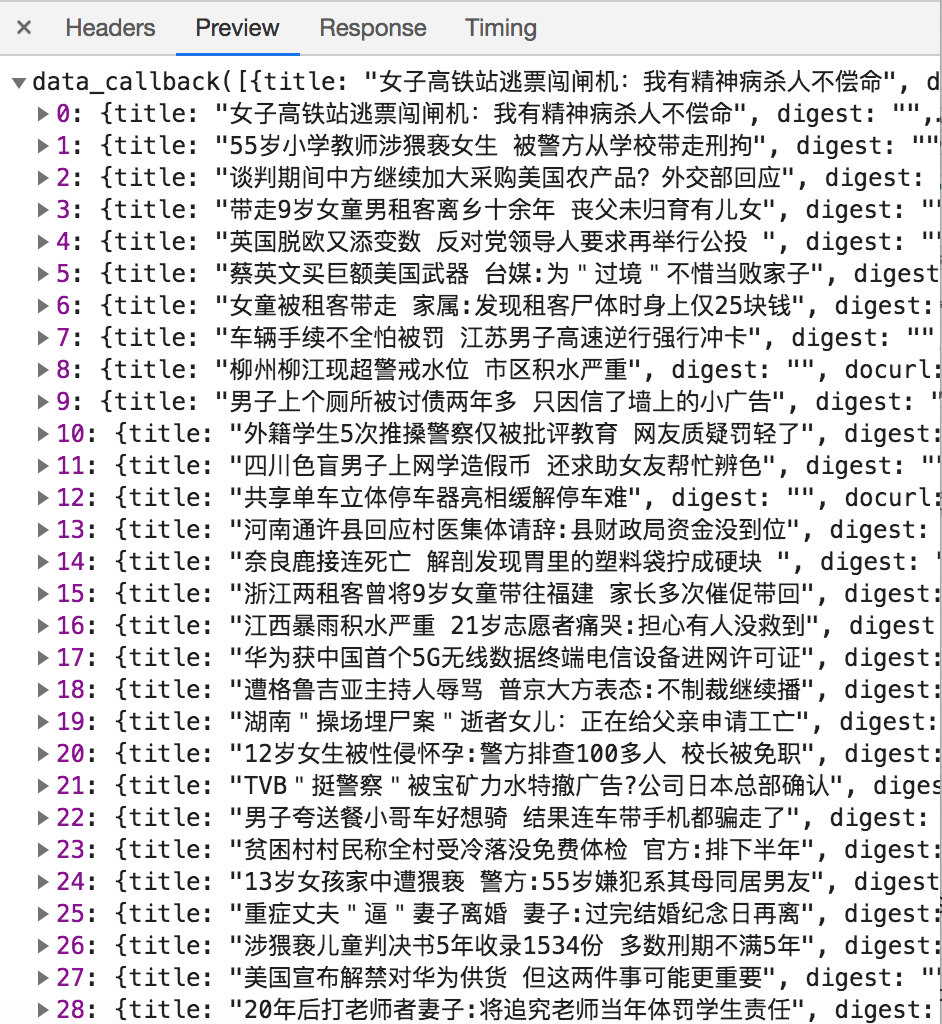 × Headers Preview Response Timing
▼data_callback([{title: "女子高铁站逃票闯闸机：我有精神病杀人不偿命", d
▶0: {title: "女子高铁站逃票闯闸机：我有精神病杀人不偿命", digest: "",…
▶1: {title: "55岁小学教师涉猥亵女生 被警方从学校带走刑拘", digest: ""
▶2: {title: "谈判期间中方继续加大采购美国农产品？外交部回应", digest:
▶3: {title: "带走9岁女童男租客离乡十余年 丧父未归育有儿女", digest: "
▶4: {title: "英国脱欧又添变数 反对党领导人要求再举行公投 ", digest: "
▶5: {title: "蔡英文买巨额美国武器 台媒:为＂过境＂不惜当败家子", digest
▶6: {title: "女童被租客带走 家属:发现租客尸体时身上仅25块钱", digest:
▶7: {title: "车辆手续不全怕被罚 江苏男子高速逆行强行冲卡", digest: ""
▶8: {title: "柳州柳江现超警戒水位 市区积水严重", digest: "", docurl:
▶9: {title: "男子上个厕所被讨债两年多 只因信了墙上的小广告", digest: "
▶10: {title: "外籍学生5次推搡警察仅被批评教育 网友质疑罚轻了", digest:
▶11: {title: "四川色盲男子上网学造假币 还求助女友帮忙辨色", digest: "
▶12: {title: "共享单车立体停车器亮相缓解停车难", digest: "", docurl:
▶13: {title: "河南通许县回应村医集体请辞:县财政局资金没到位", digest:
▶14: {title: "奈良鹿接连死亡 解剖发现胃里的塑料袋拧成硬块 ", digest: "
▶15: {title: "浙江两租客曾将9岁女童带往福建 家长多次催促带回", digest:
▶16: {title: "江西暴雨积水严重 21岁志愿者痛哭:担心有人没救到", digest
▶17: {title: "华为获中国首个5G无线数据终端电信设备进网许可证", digest:
▶18: {title: "遭格鲁吉亚主持人辱骂 普京大方表态:不制裁继续播", digest:
▶19: {title: "湖南＂操场埋尸案＂逝者女儿：正在给父亲申请工亡", digest:
▶20: {title: "12岁女生被性侵怀孕:警方排查100多人 校长被免职", digest:
▶21: {title: "TVB＂挺警察＂被宝矿力水特撤广告?公司日本总部确认", diges
▶22: {title: "男子夸送餐小哥车好想骑 结果连车带手机都骗走了", digest:
▶23: {title: "贫困村村民称全村受冷落没免费体检 官方:排下半年", digest:
▶24: {title: "13岁女孩家中遭猥亵 警方:55岁嫌犯系其母同居男友", digest
▶25: {title: "重症丈夫＂逼＂妻子离婚 妻子:过完结婚纪念日再离", digest:
▶26: {title: "涉猥亵儿童判决书5年收录1534份 多数刑期不满5年", digest:
▶27: {title: "美国宣布解禁对华为供货 但这两件事可能更重要", digest: "
▶28: {title: "20年后打老师者妻子:将追究老师当年体罚学生责任", digest: